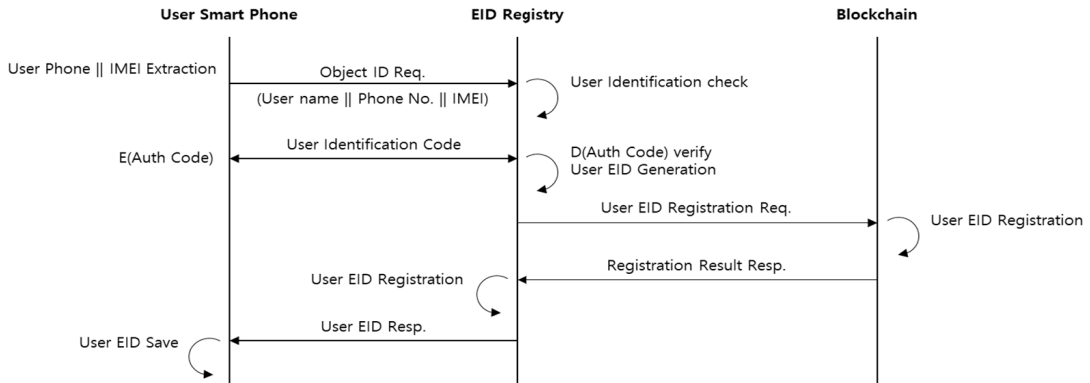 User Smart Phone
EID Registry
Blockchain
User Phone || IMEI Extraction
Object ID Req.
(User name || Phone No. || IMEI)
User Identification check
User Identification Code
E(Auth Code)
D(Auth Code) verify
User EID Generation
User EID Registration Req.
User EID Registration
Registration Result Resp.
User EID Registration
User EID Resp.
User EID Save